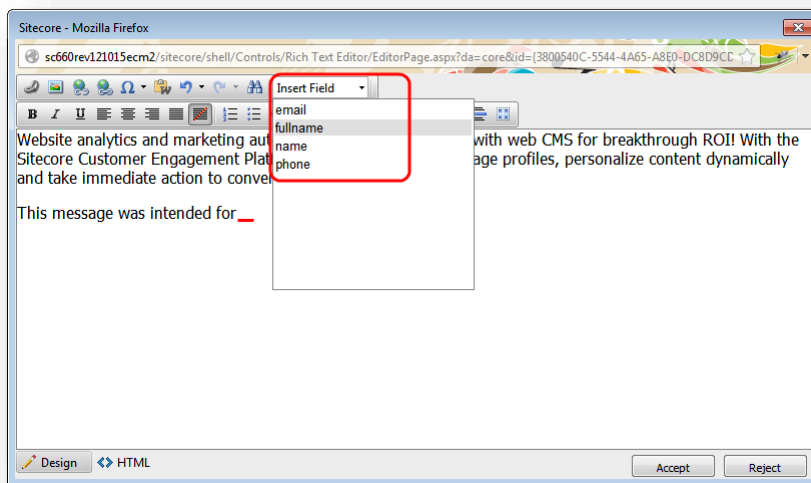 Sitecore - Mozilla Firefox
sc660rev121015ecm2/sitecore/shell/Controls/Rich Text Editor/EditorPage.aspx?da=core&id={3800540C-5544-4A65-A8E0-DC8D9CD
Insert Field
B I U
email
fullname
name
phone
Website analytics and marketing aut with web CMS for breakthrough ROI! With the
Sitecore Customer Engagement Plat age profiles, personalize content dynamically
and take immediate action to conver
This message was intended for
Design HTML
Accept Reject